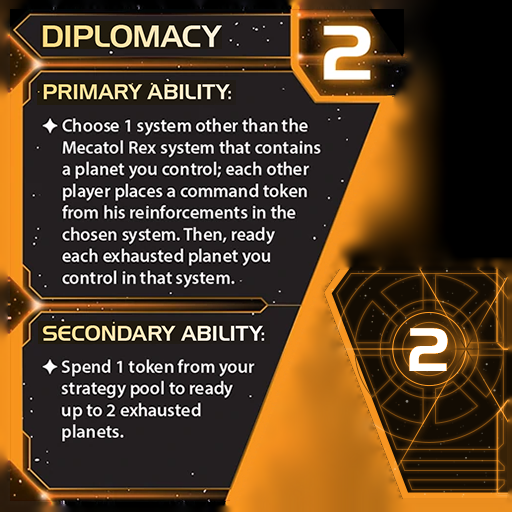 DIPLOMACY
2
PRIMARY ABILITY:
Choose 1 system other than the
Mecatol Rex system that contains
a planet you control; each other
player places a command token
from his reinforcements in the
chosen system. Then, ready
each exhausted planet you
control in that system.
SECONDARY ABILITY:
Spend 1 token from your
strategy pool to ready
up to 2 exhausted
planets.
2